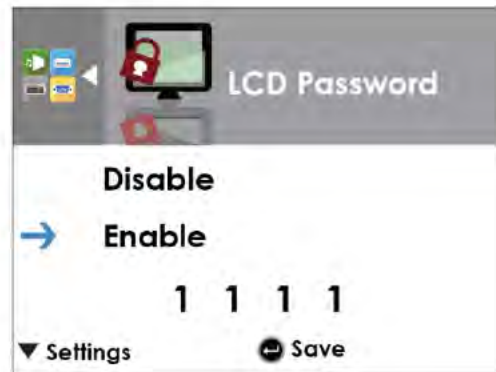 LCD Password
Disable
→ Enable
1 1 1 1
▼ Settings Save